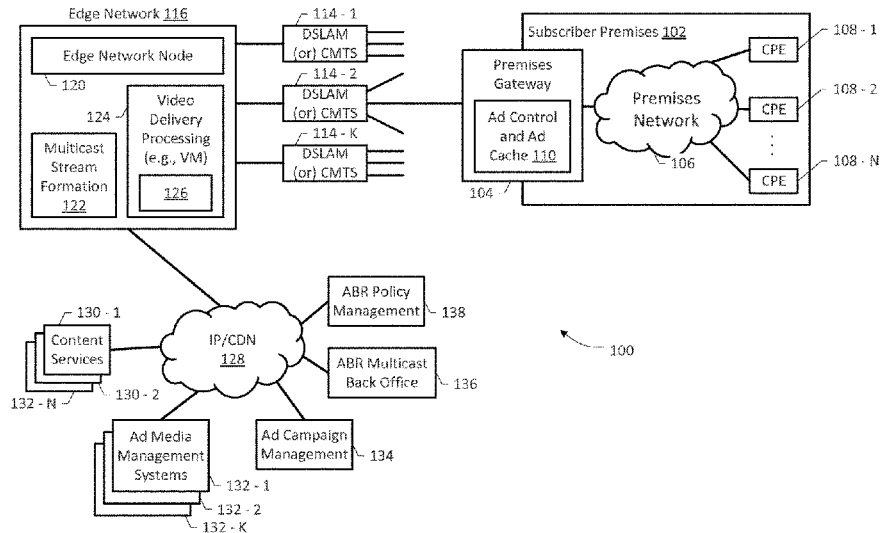 Edge Network 116
Edge Network Node
120
124
Video
Delivery
Processing
(e.g., VM)
126
Multicast
Stream
Formation
122
114 - 1
DSLAM
(or) CMTS
114 - 2
DSLAM
(or) CMTS
114 - K
DSLAM
(or) CMTS
Subscriber Premises 102
Premises
Gateway
Ad Control
and Ad
Cache 110
104
Premises
Network
106
CPE
108 - 1
CPE
108 - 2
CPE
108 - N
130 - 1
Content
Services
130 - 2
132 - N
IP/CDN
128
ABR Policy
Management
138
ABR Multicast
Back Office
136
100
Ad Media
Management
Systems
132 - 1
132 - 2
132 - K
Ad Campaign
Management
134